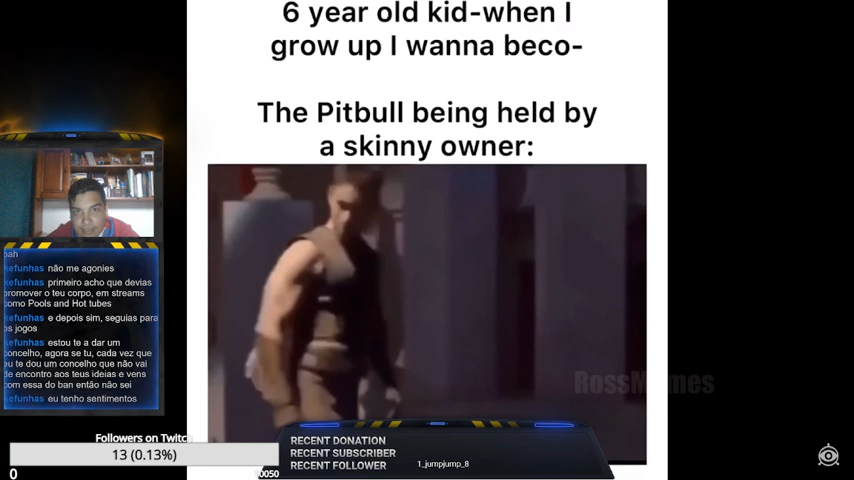 6 year old kid-when I
grow up I wanna beco-
The Pitbull being held by
a skinny owner:
RossMemes
bah
kefunhas não me agonies
kefunhas primeiro acho que devias
promover o teu corpo, em streams
como Pools and Hot tubes
kefunhas e depois sim, seguias para
os jogos
kefunhas estou te a dar um
concelho, agora se tu, cada vez que
eu te dou um concelho que não vai
de encontro aos teus ideias e vens
com essa do ban então não sei
kefunhas eu tenho sentimentos
Followers on Twitch
13 (0.13%)
0
RECENT DONATION
RECENT SUBSCRIBER
RECENT FOLLOWER 1_jumpjump_8